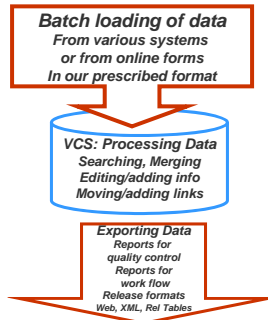 Batch loading of data
From various systems
or from online forms
In our prescribed format
VCS: Processing Data
Searching, Merging
Editing/adding info
Moving/adding links
Exporting Data
Reports for
quality control
Reports for
work flow
Release formats
Web, XML, Rel Tables